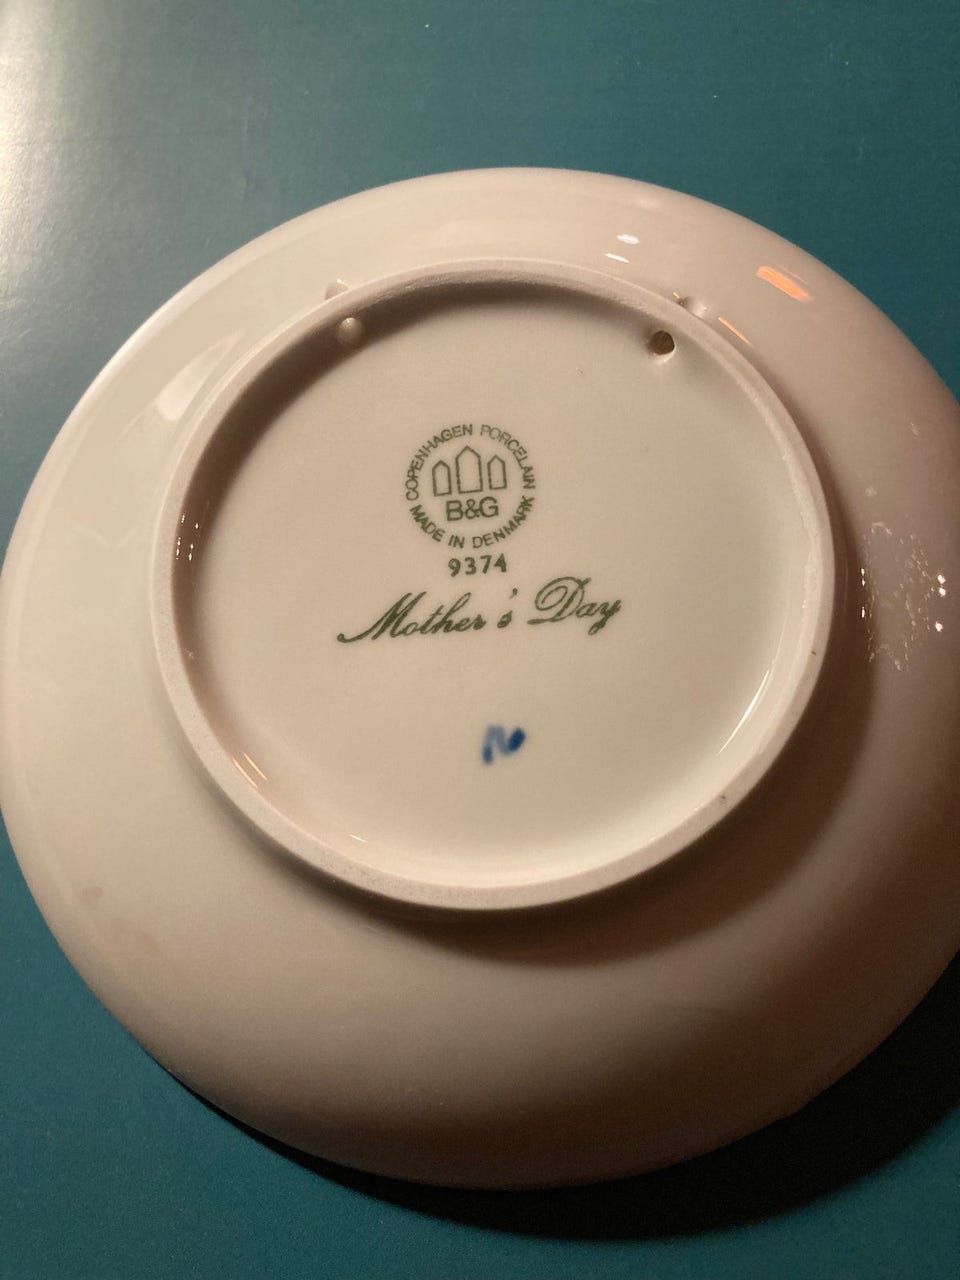 COPENHAGEN PORCELAIN
B&G
MADE IN DENMARK
9374
Mother's Day